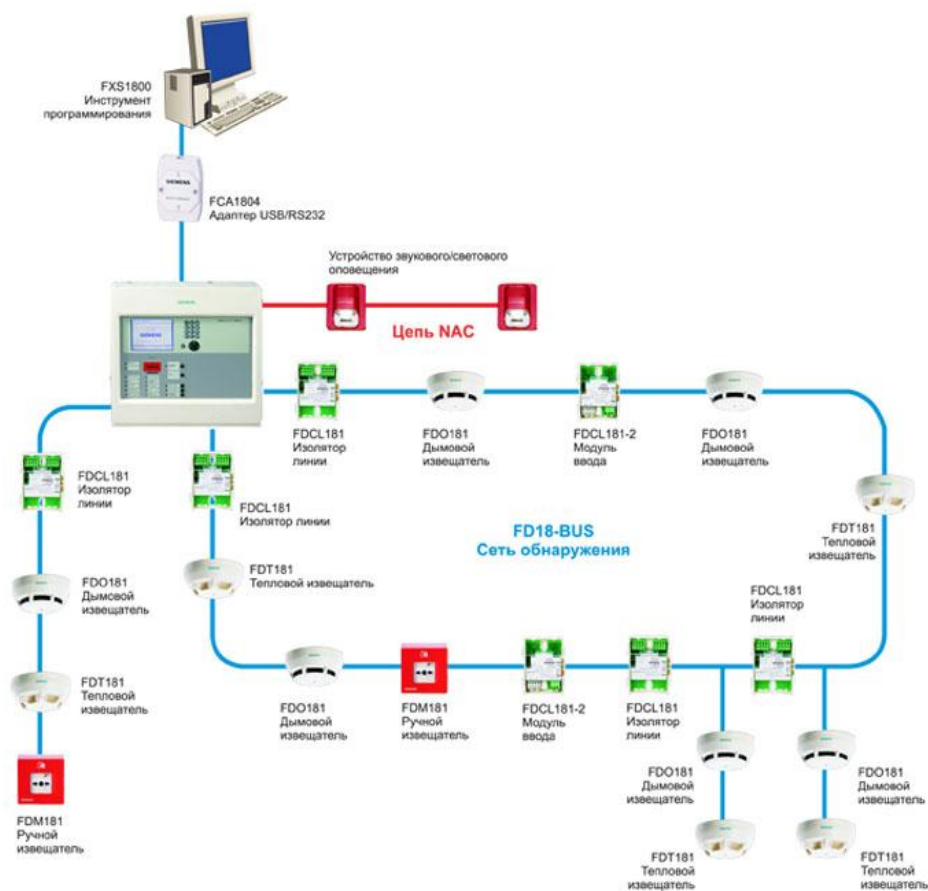 FXS1800
Инструмент
программирования
SIEMENS
FCA1804
Адаптер USB/RS232
Устройство звукового/светового
оповещения
Цепь NAC
SIEMENS
SIEMENS
FDCL181
Изолятор
линии
FDO181
Дымовой
извещатель
FDCL181-2
Модуль
ввода
FDO181
Дымовой
извещатель
FDCL181
Изолятор
линии
FDCL181
Изолятор линии
FD18-BUS
Сеть обнаружения
FDT181
Тепловой
извещатель
FDT181
Тепловой извещатель
FDO181
Дымовой
извещатель
FDCL181
Изолятор
линии
FDT181
Тепловой
извещатель
FDO181
Дымовой
извещатель
FDM181
Ручной
извещатель
FDCL181-2
Модуль
ввода
FDCL181
Изолятор
линии
FDO181
Дымовой
извещатель
FDO181
Дымовой
извещатель
FDM181
Ручной
извещатель
FDT181
Тепловой
извещатель
FDT181
Тепловой
извещатель